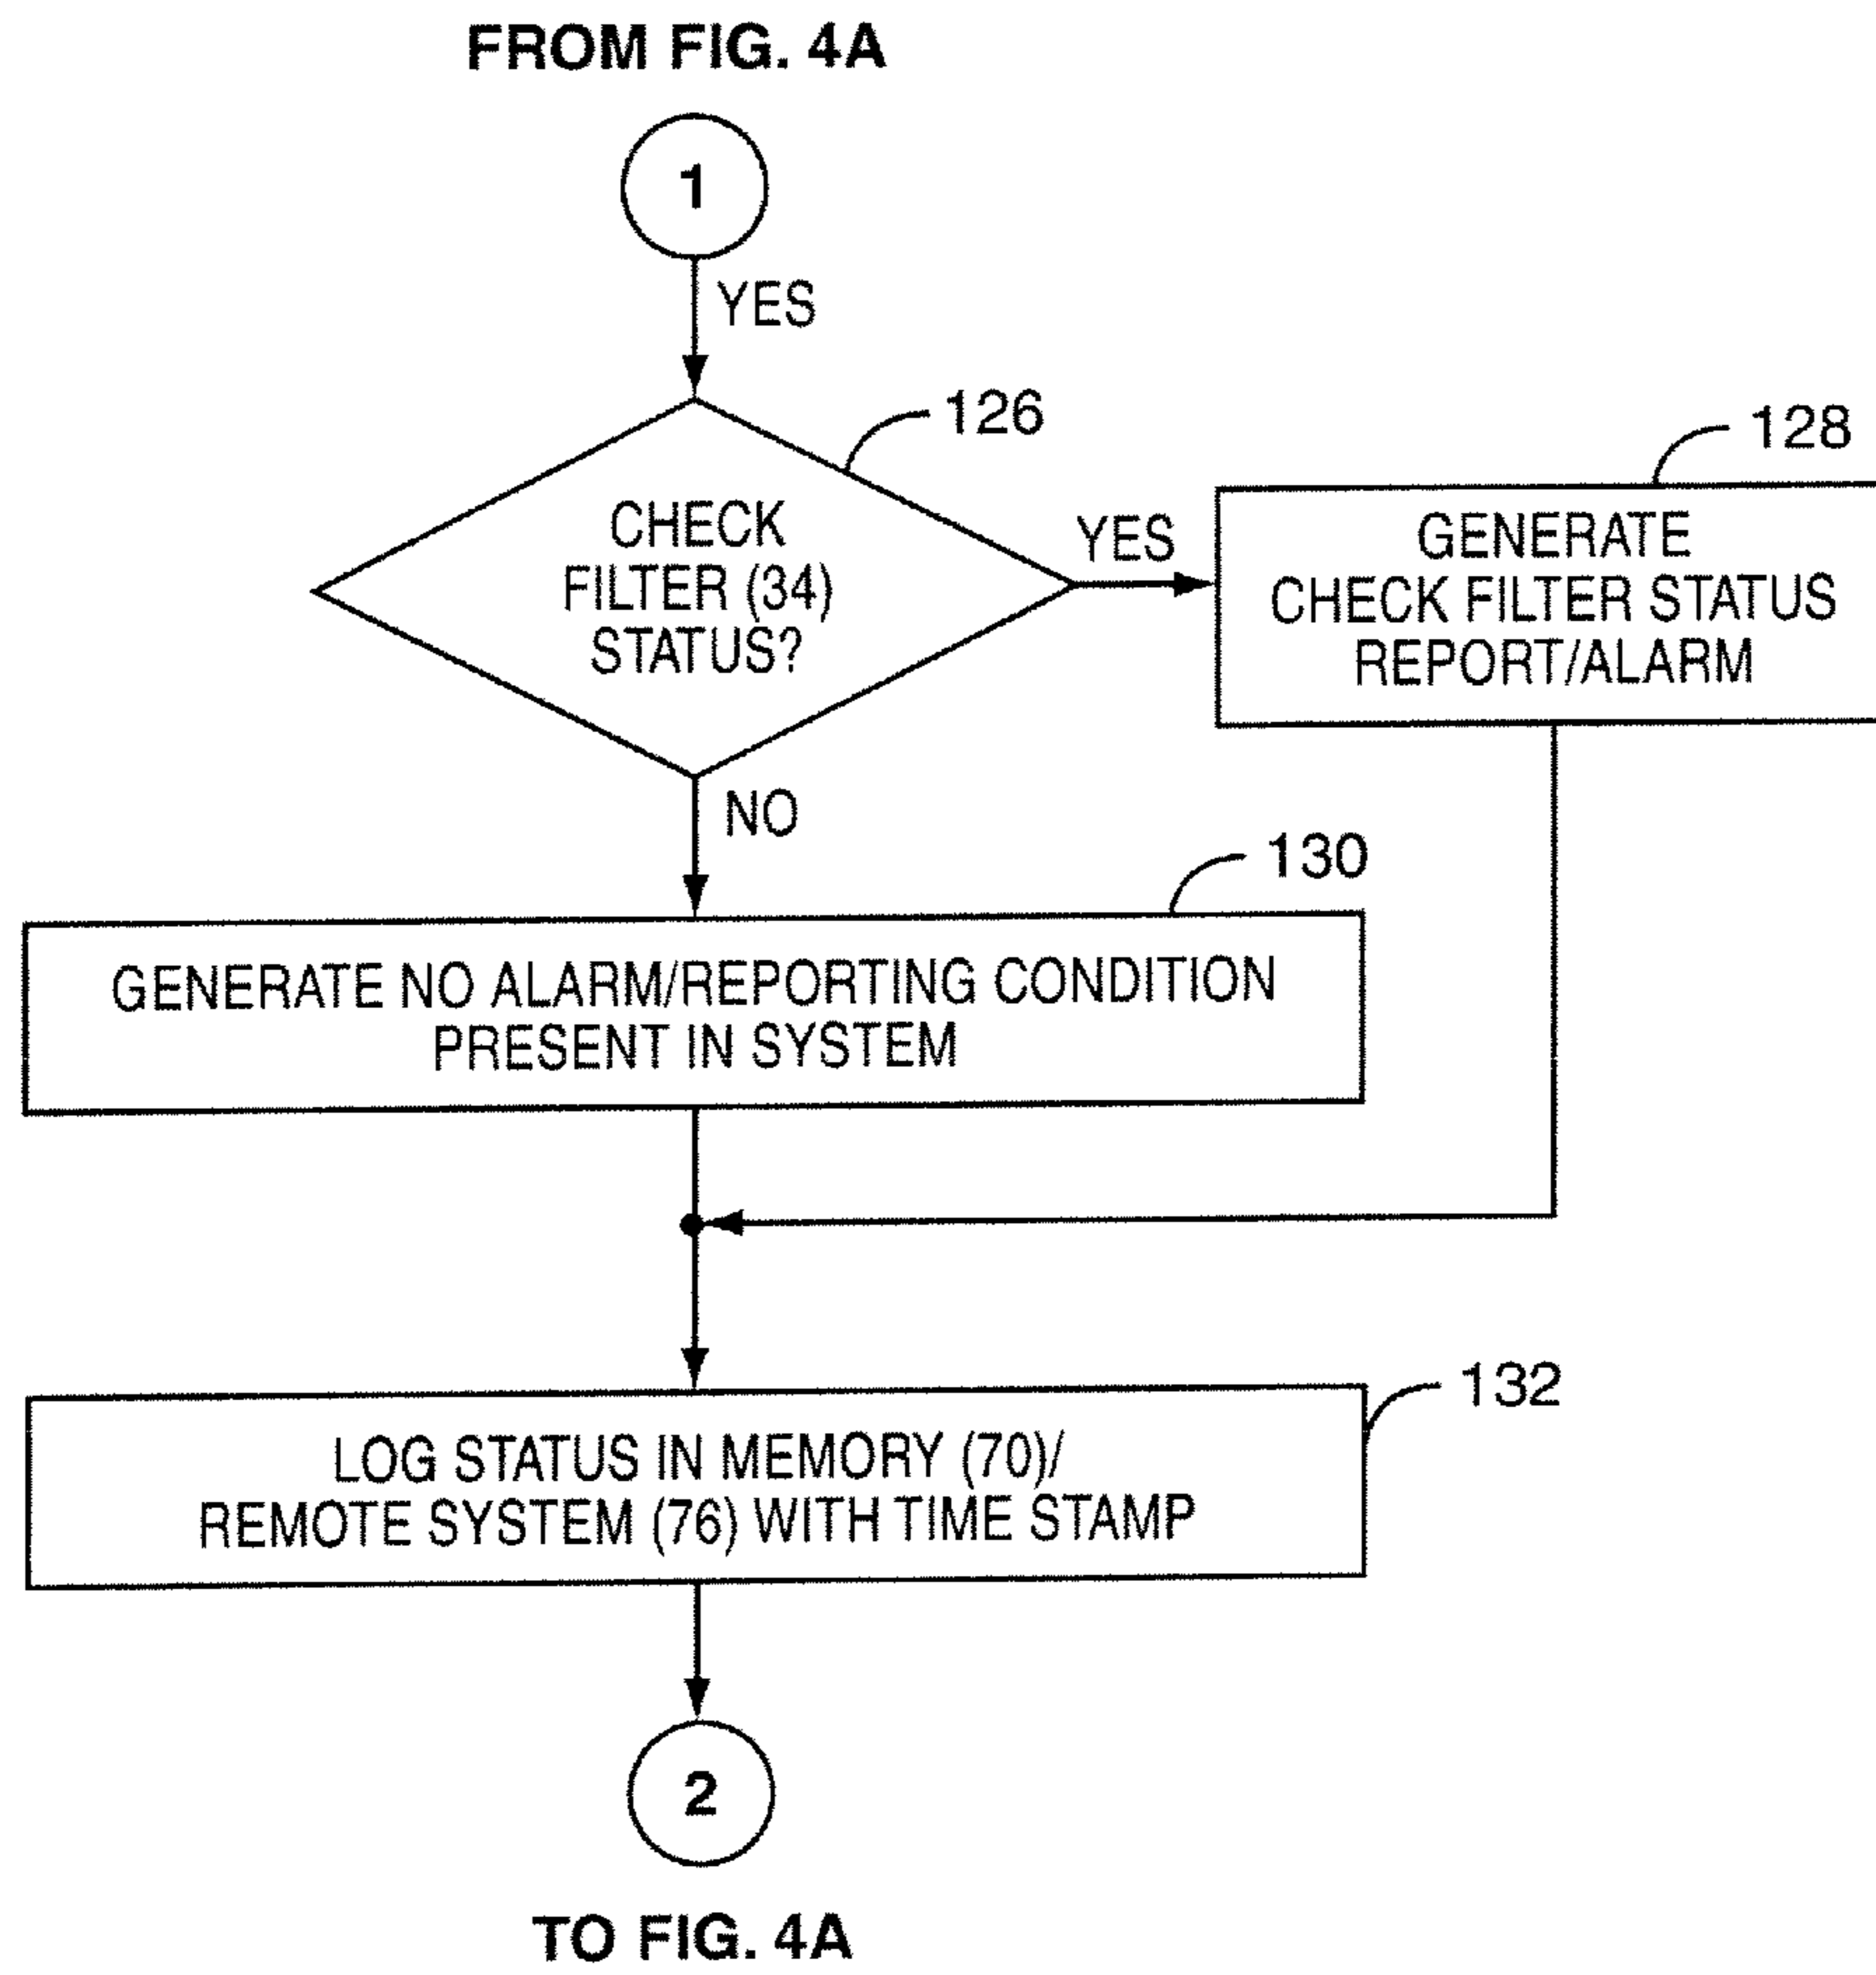 FROM FIG. 4A
1
YES
126
CHECK
FILTER (34)
STATUS?
YES
128
GENERATE
CHECK FILTER STATUS
REPORT/ALARM
NO
130
GENERATE NO ALARM/REPORTING CONDITION
PRESENT IN SYSTEM
132
LOG STATUS IN MEMORY (70)/
REMOTE SYSTEM (76) WITH TIME STAMP
2
TO FIG. 4A